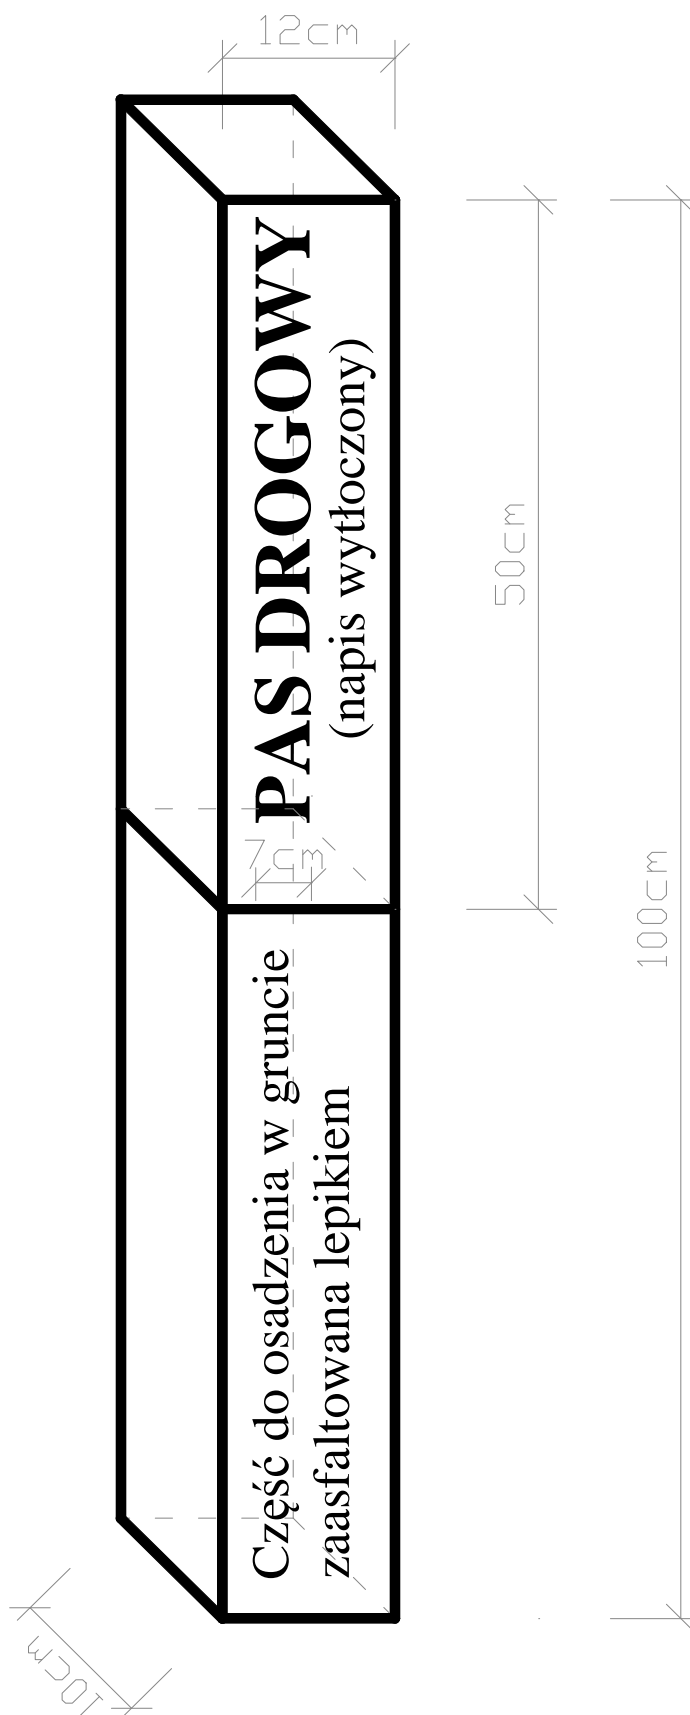 12cm
PAS DROGOWY
(napis wytłoczony)
50cm
7cm
100cm
Część do osadzenia w gruncie
zaasfaltowana lepikiem
10cm